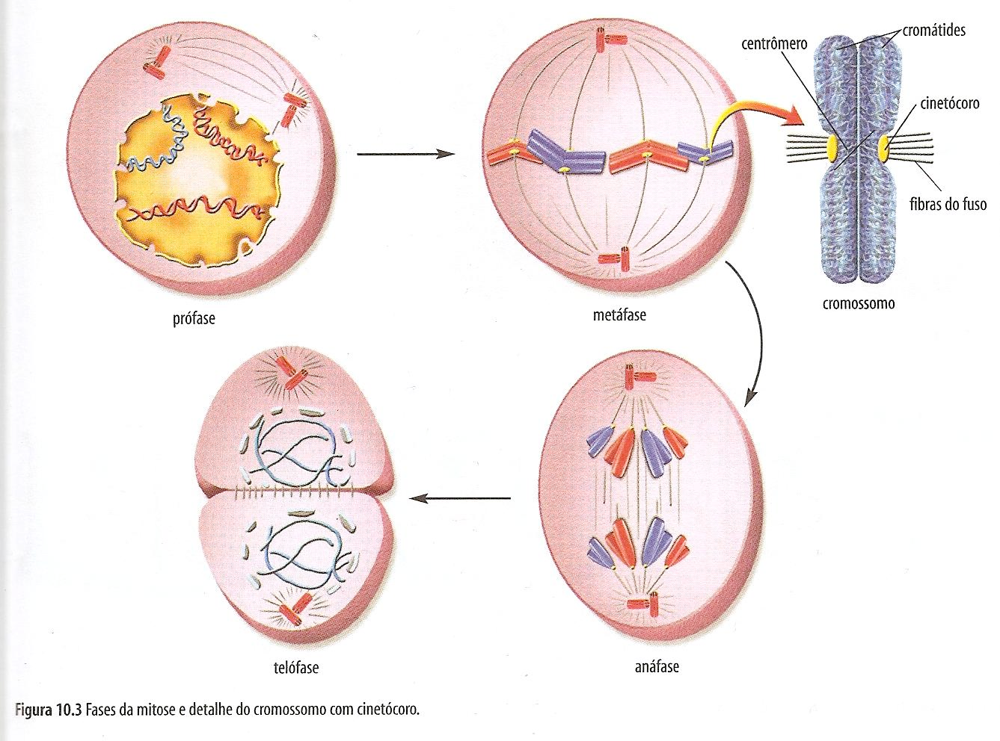 cromátides
centrômero
cinetócoro
fibras do fuso
cromossomo
prófase
metáfase
telófase
anáfase
Figura 10.3 Fases da mitose e detalhe do cromossomo com cinetócoro.